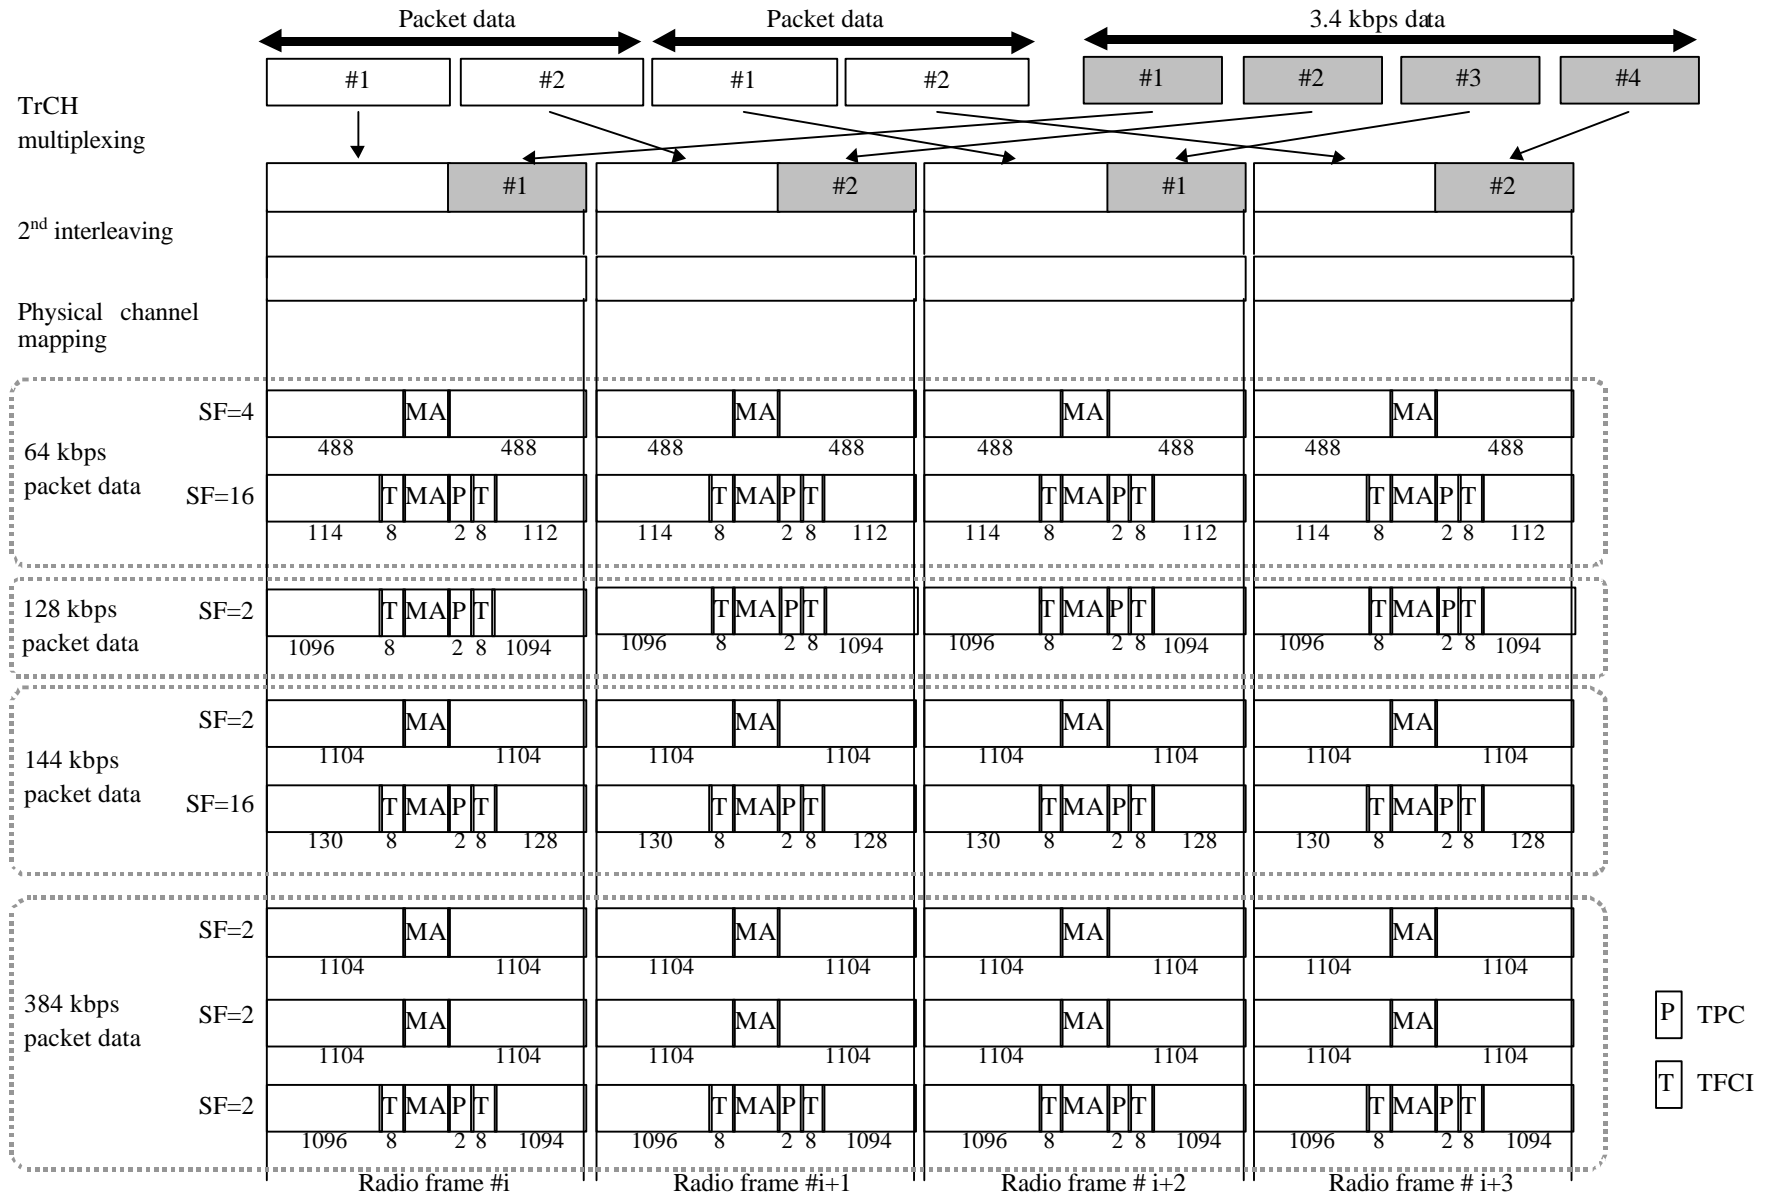 Packet data Packet data 3.4 kbps data
#1 #2 #1 #2 #1 #2 #3 #4
TrCH
multiplexing
#1 #2 #1 #2
2nd interleaving
Physical channel
mapping
64 kbps
packet data
SF=4 MA MA MA MA
488 488 488 488 488 488 488 488
SF=16 T MA P T T MA P T T MA P T T MA P T
114 8 2 8 112 114 8 2 8 112 114 8 2 8 112 114 8 2 8 112
128 kbps
packet data
SF=2 T MA P T T MA P T T MA P T T MA P T
1096 8 2 8 1094 1096 8 2 8 1094 1096 8 2 8 1094 1096 8 2 8 1094
144 kbps
packet data
SF=2 MA MA MA MA
1104 1104 1104 1104 1104 1104 1104 1104
SF=16 T MA P T T MA P T T MA P T T MA P T
130 8 2 8 128 130 8 2 8 128 130 8 2 8 128 130 8 2 8 128
384 kbps
packet data
SF=2 MA MA MA MA
1104 1104 1104 1104 1104 1104 1104 1104
SF=2 MA MA MA MA
1104 1104 1104 1104 1104 1104 1104 1104
SF=2 T MA P T T MA P T T MA P T T MA P T
1096 8 2 8 1094 1096 8 2 8 1094 1096 8 2 8 1094 1096 8 2 8 1094
Radio frame #i Radio frame #i+1 Radio frame # i+2 Radio frame # i+3
P TPC
T TFCI